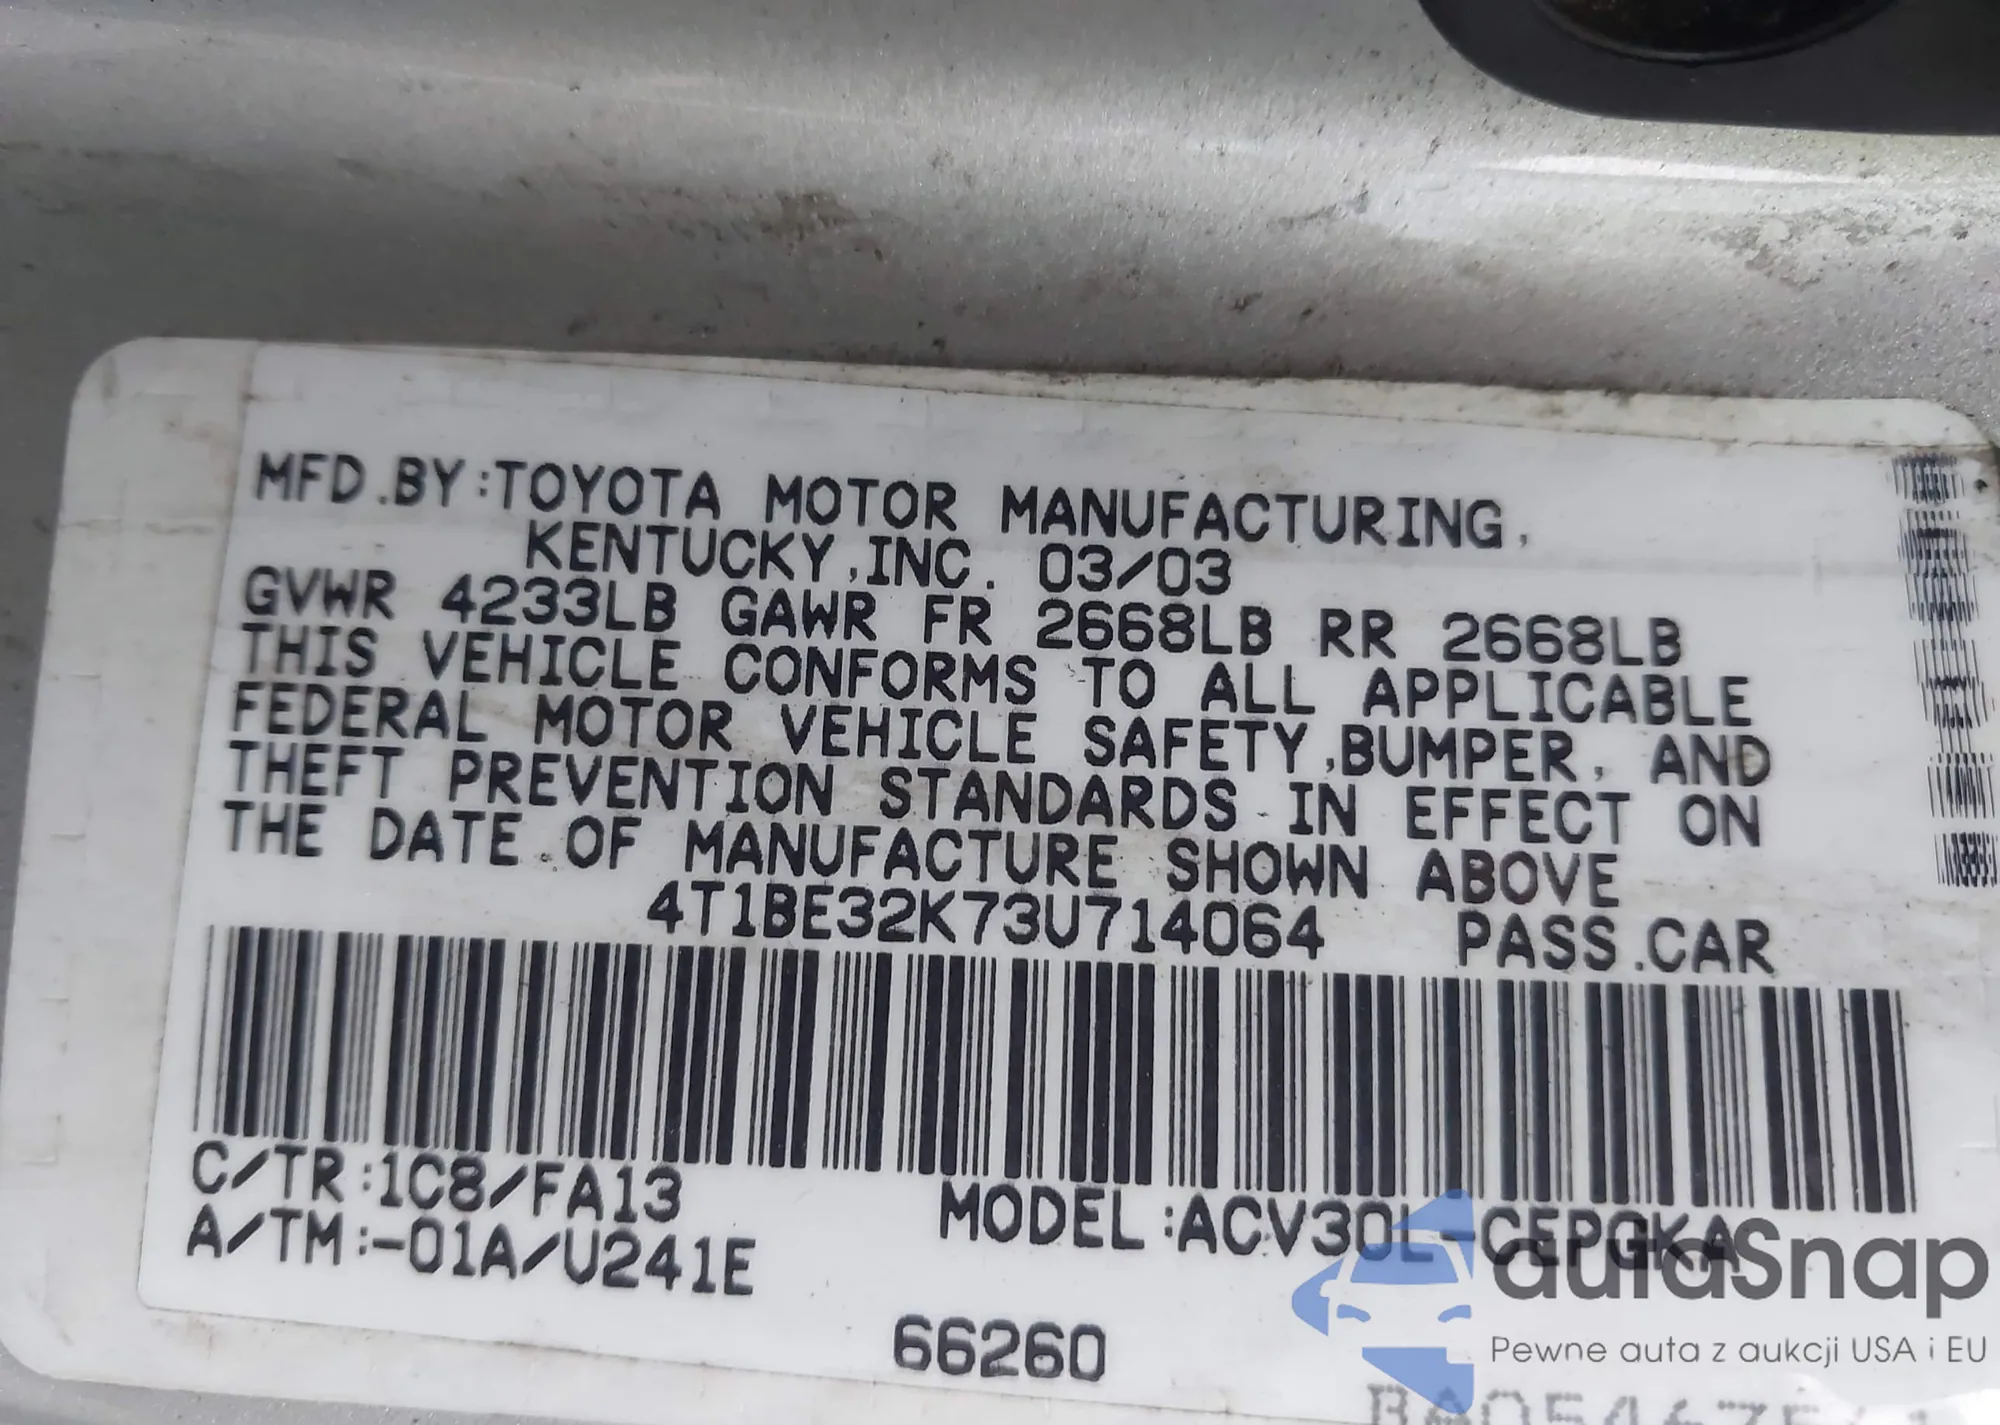 MFD.BY:TOYOTA MOTOR MANUFACTURING,
KENTUCKY,INC. 03/03
GVWR 4233LB GAWR FR 2668LB RR 2668LB
THIS VEHICLE CONFORMS TO ALL APPLICABLE
FEDERAL MOTOR VEHICLE SAFETY,BUMPER, AND
THEFT PREVENTION STANDARDS IN EFFECT ON
THE DATE OF MANUFACTURE SHOWN ABOVE
4T1BE32K73U714064 PASS.CAR
C/TR:1C8/FA13
A/TM:-01A/U241E
MODEL:ACV30L-CEPGKA
66260
autaSnap
Pewne auta z aukcji USA i EU